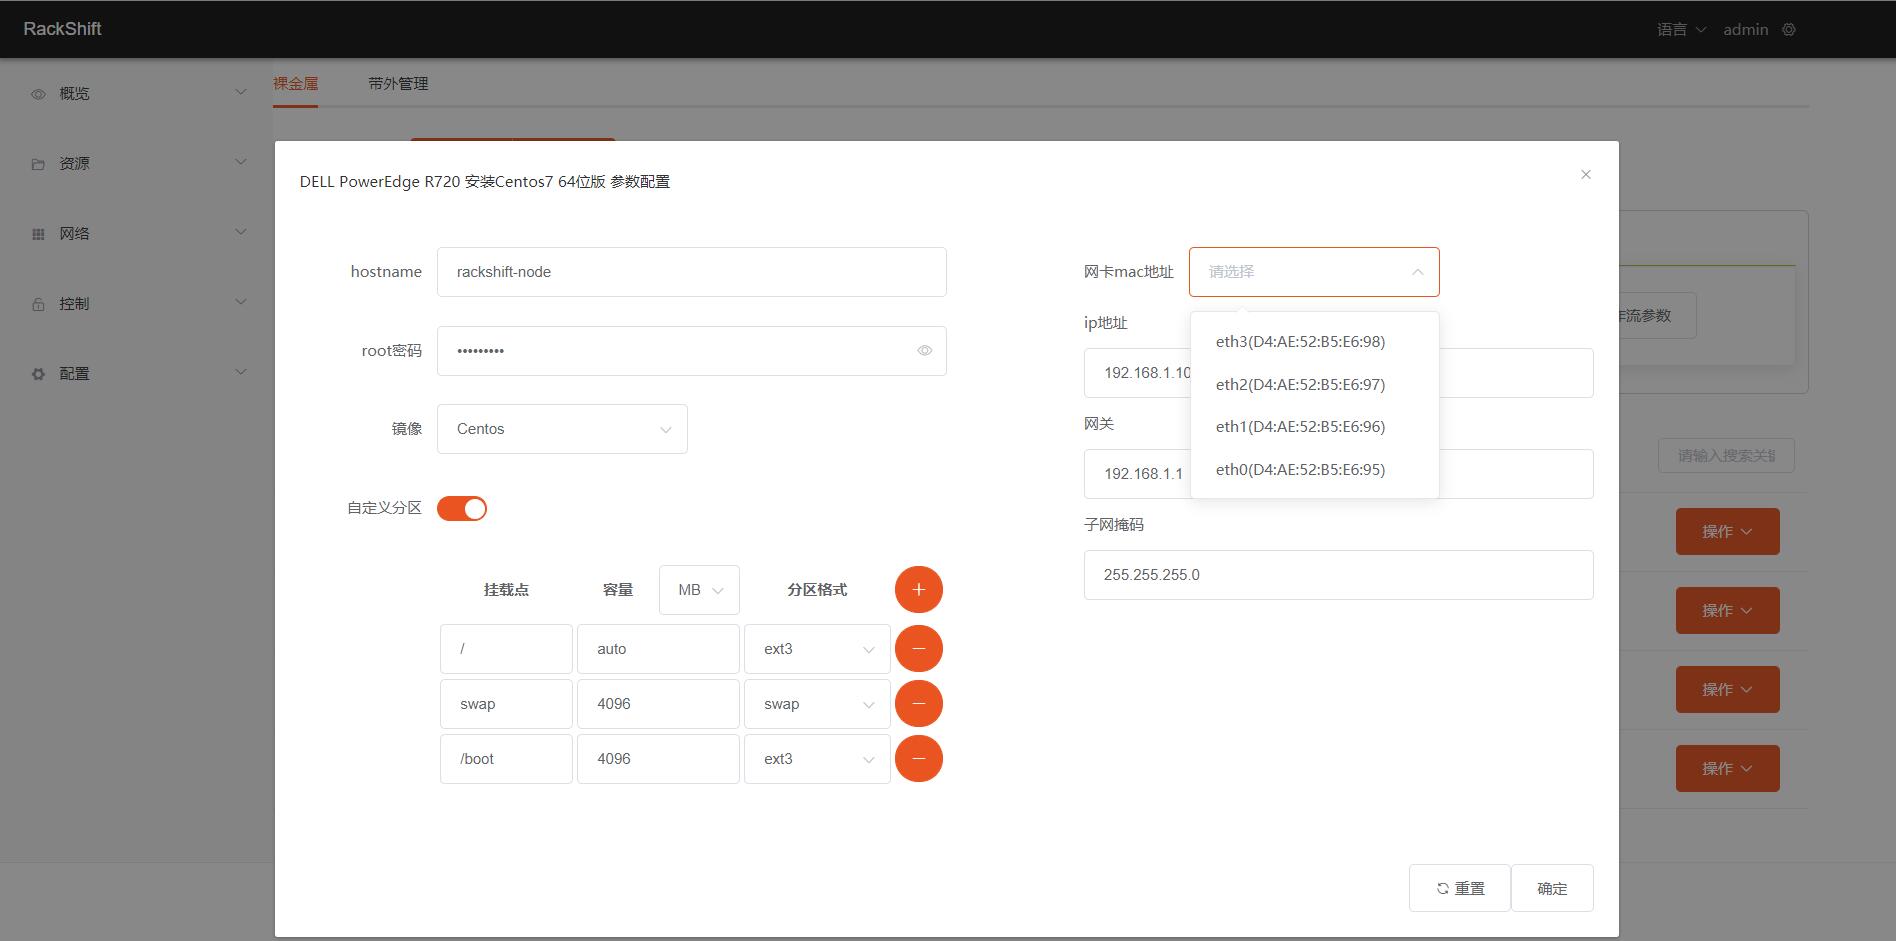 RackShift
语言 admin
概览
资源
网络
控制
配置
裸金属 带外管理
DELL PowerEdge R720 安装Centos7 64位版 参数配置
hostname rackshift-node
root密码 •••••••••
镜像 Centos
自定义分区
挂载点 容量 MB 分区格式
/ auto ext3
swap 4096 swap
/boot 4096 ext3
网卡mac地址 请选择
eth3(D4:AE:52:B5:E6:98)
eth2(D4:AE:52:B5:E6:97)
eth1(D4:AE:52:B5:E6:96)
eth0(D4:AE:52:B5:E6:95)
ip地址
192.168.1.10
网关
192.168.1.1
子网掩码
255.255.255.0
重置 确定
流参数
请输入搜索关
操作
操作
操作
操作